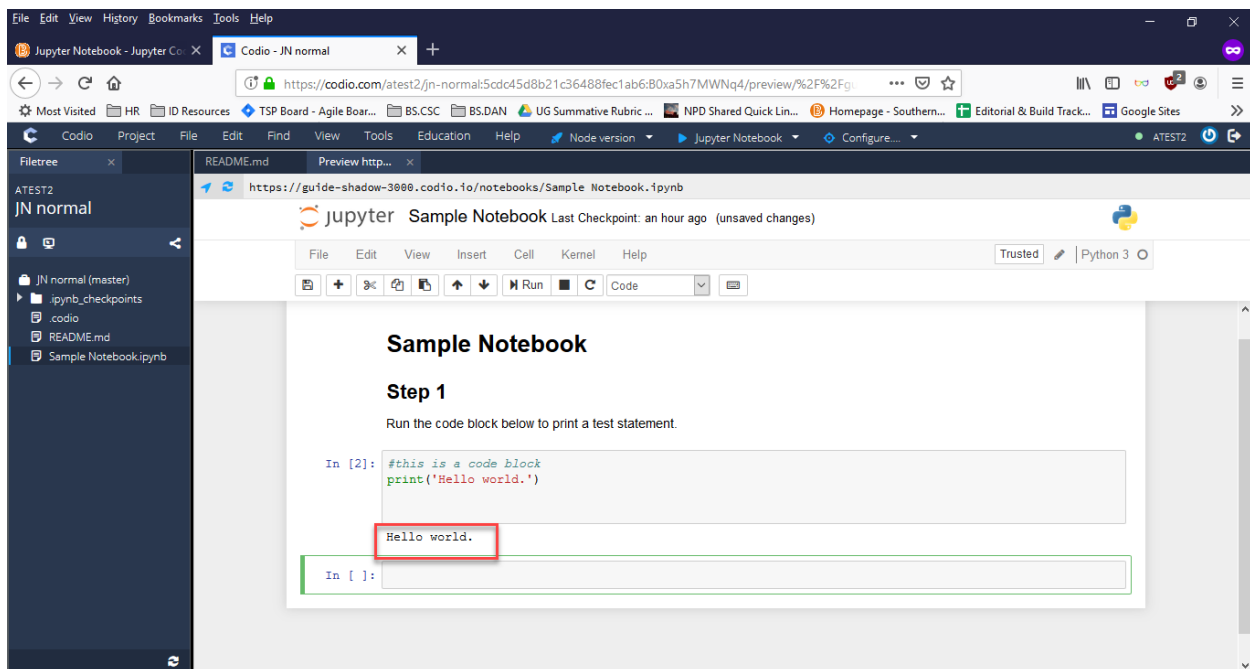 File Edit View History Bookmarks Tools Help
Jupyter Notebook - Jupyter Co
Codio - JN normal
https://codio.com/atest2/jn-normal:5cdc45d8b21c36488fec1ab6:B0xa5h7MWNq4/preview/%2F%2Fgu
2
Most Visited HR ID Resources TSP Board - Agile Boar... BS.CSC BS.DAN UG Summative Rubric ... NPD Shared Quick Lin... Homepage - Southern... Editorial & Build Track... Google Sites
Codio Project File Edit Find View Tools Education Help Node version Jupyter Notebook Configure.... ATEST2
Filetree README.md Preview http...
https://guide-shadow-3000.codio.io/notebooks/Sample Notebook.ipynb
ATEST2
JN normal
JN normal (master)
.ipynb_checkpoints
.codio
README.md
Sample Notebook.ipynb
jupyter Sample Notebook Last Checkpoint: an hour ago (unsaved changes)
File Edit View Insert Cell Kernel Help Trusted Python 3
Run Code
Sample Notebook
Step 1
Run the code block below to print a test statement.
In [2]: #this is a code block
print('Hello world.')
Hello world.
In [ ]: